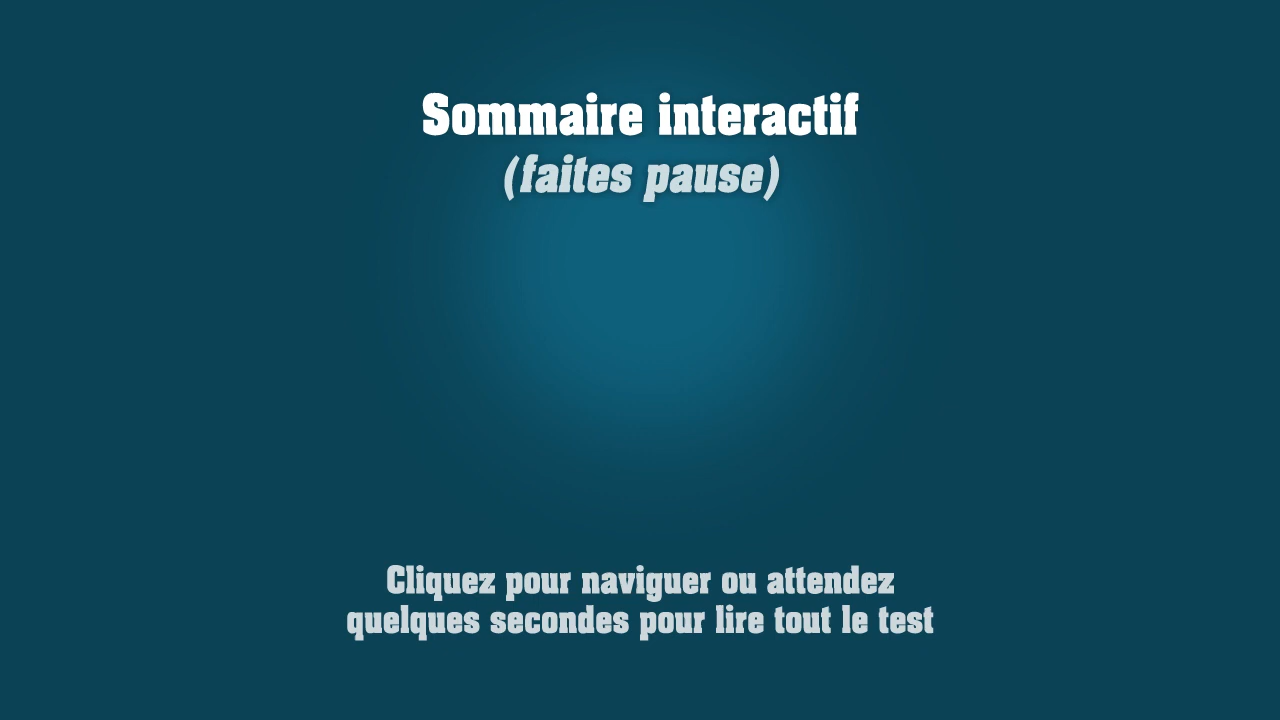 Sommaire interactif
(faites pause)
Cliquez pour naviguer ou attendez
quelques secondes pour lire tout le test